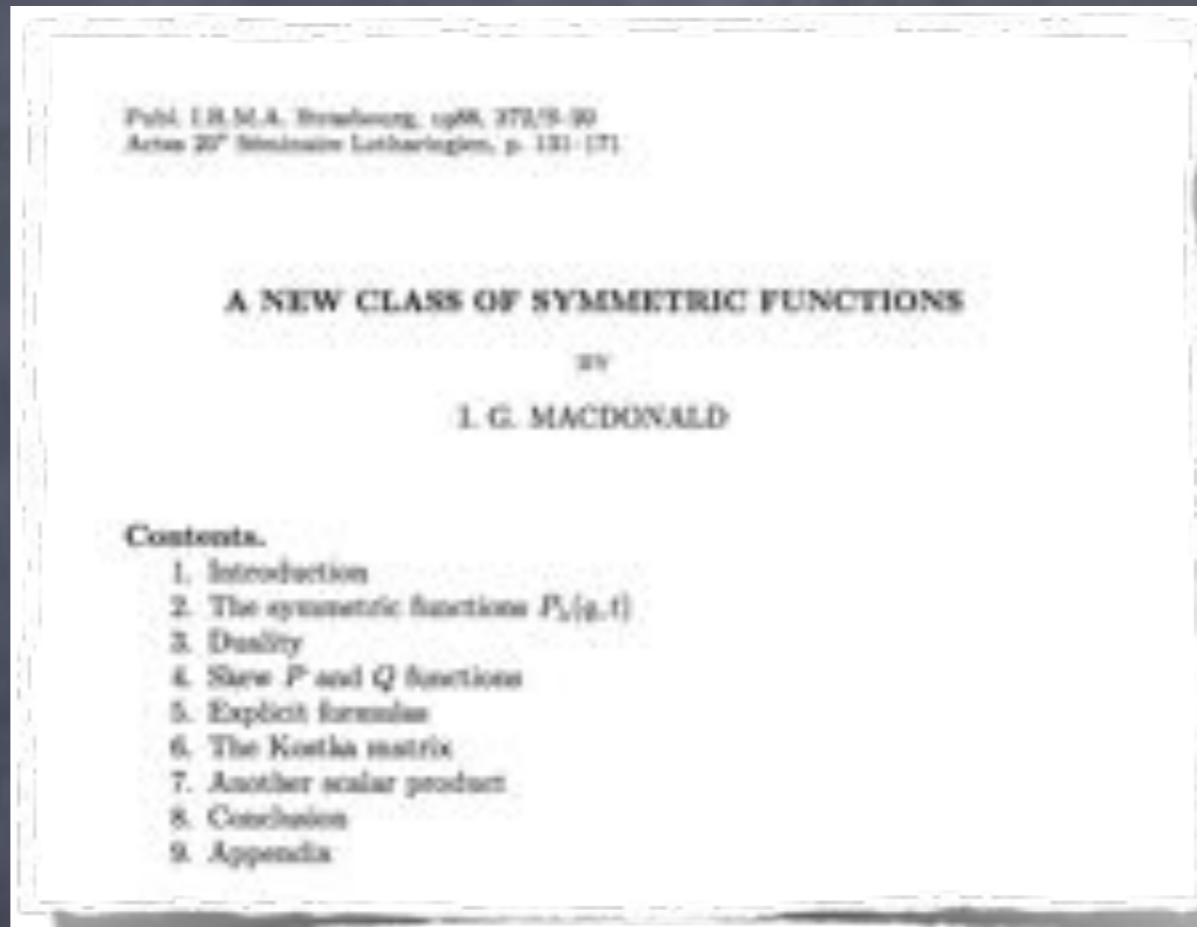 Publ. I.R.M.A. Strasbourg, 1988, 372/S–20
Actes 20e Séminaire Lotharingien, p. 131–171
A NEW CLASS OF SYMMETRIC FUNCTIONS
BY
I. G. MACDONALD
Contents.
1. Introduction
2. The symmetric functions Pλ(q, t)
3. Duality
4. Skew P and Q functions
5. Explicit formulas
6. The Kostka matrix
7. Another scalar product
8. Conclusion
9. Appendix